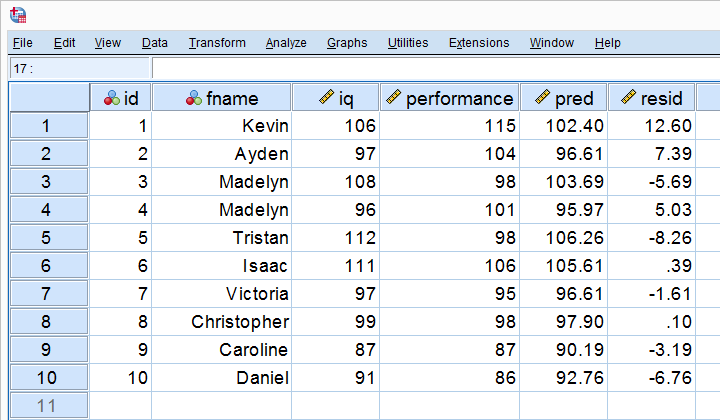 File Edit View Data Transform Analyze Graphs Utilities Extensions Window Help
17 :
id fname iq performance pred resid
1 1 Kevin 106 115 102.40 12.60
2 2 Ayden 97 104 96.61 7.39
3 3 Madelyn 108 98 103.69 -5.69
4 4 Madelyn 96 101 95.97 5.03
5 5 Tristan 112 98 106.26 -8.26
6 6 Isaac 111 106 105.61 .39
7 7 Victoria 97 95 96.61 -1.61
8 8 Christopher 99 98 97.90 .10
9 9 Caroline 87 87 90.19 -3.19
10 10 Daniel 91 86 92.76 -6.76
11